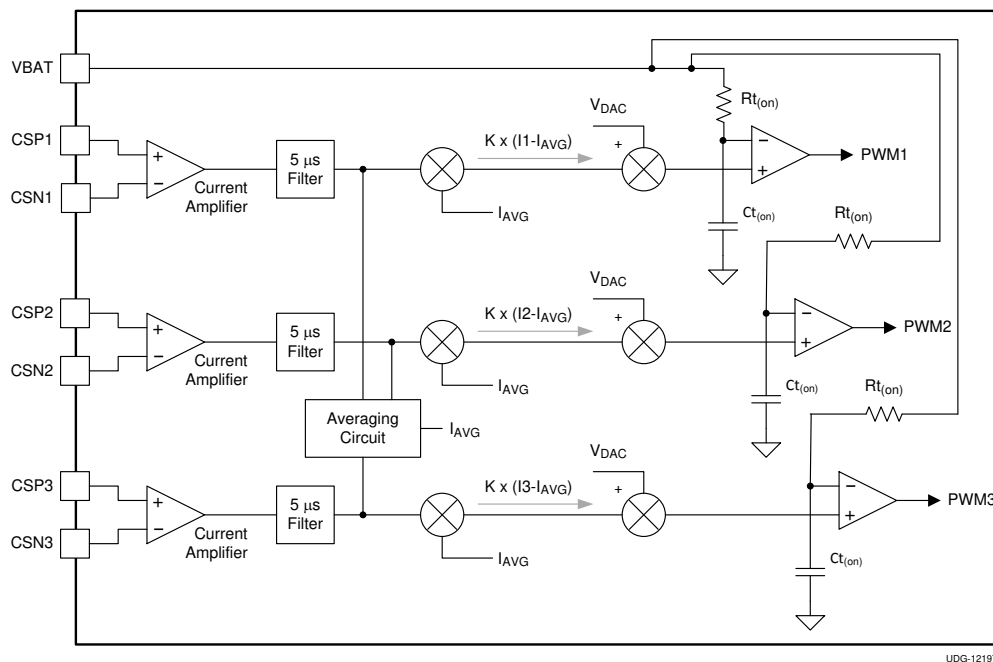 VBAT
Rt(on)
CSP1
VDAC
K x (I1-IAVG)
+
−
+
−
+
5 µs
Filter
PWM1
CSN1
Current
Amplifier
IAVG
Ct(on)
Rt(on)
CSP2
VDAC
K x (I2-IAVG)
+
−
+
−
+
5 µs
Filter
PWM2
CSN2
Current
Amplifier
IAVG
Ct(on)
Rt(on)
Averaging
Circuit
IAVG
CSP3
VDAC
K x (I3-IAVG)
+
−
+
−
+
5 µs
Filter
PWM3
CSN3
Current
Amplifier
IAVG
Ct(on)
UDG-12197